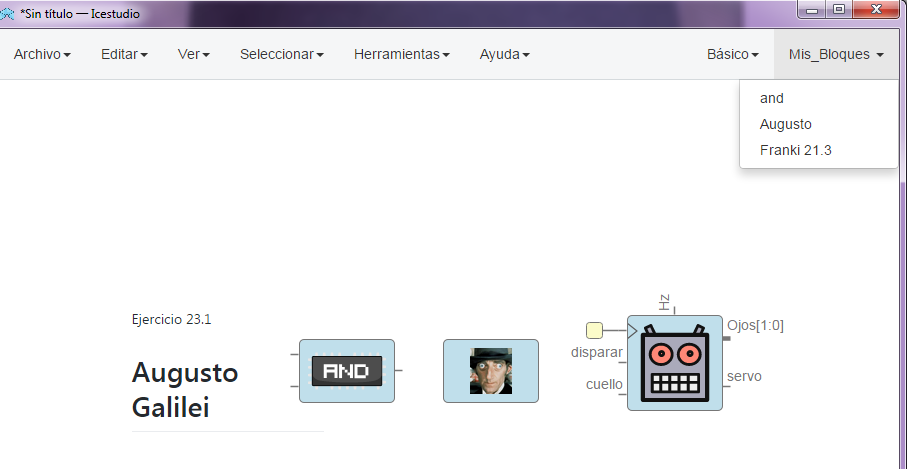 *Sin título — Icestudio
Archivo Editar Ver Seleccionar Herramientas Ayuda Básico Mis_Bloques
and
Augusto
Franki 21.3
Ejercicio 23.1
Augusto
Galilei
AND
Hz
Ojos[1:0]
disparar
cuello
servo